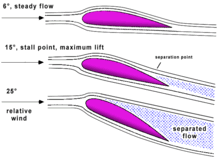 6°, steady flow
15°, stall point, maximum lift
separation point
25°
relative
wind
separated
flow